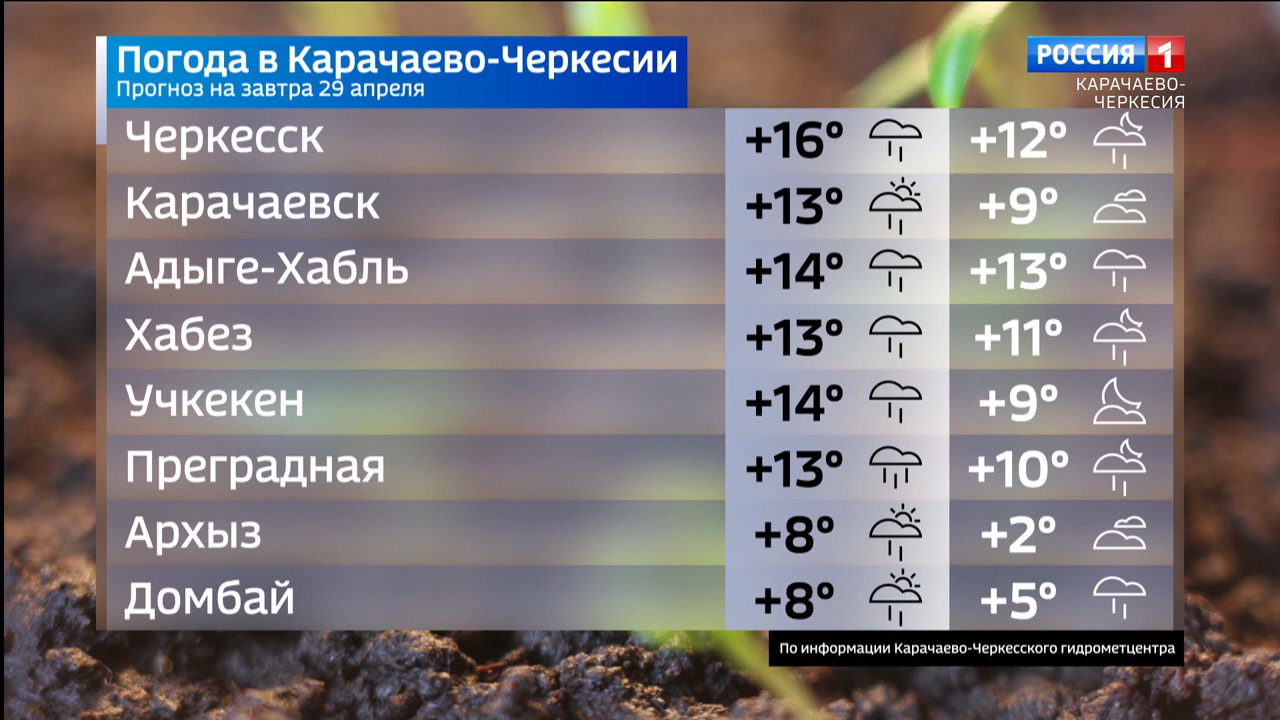 Погода в Карачаево-Черкесии
Прогноз на завтра 29 апреля
РОССИЯ 1
КАРАЧАЕВО-
ЧЕРКЕСИЯ
Черкесск +16° +12°
Карачаевск +13° +9°
Адыге-Хабль +14° +13°
Хабез +13° +11°
Учкекен +14° +9°
Преградная +13° +10°
Архыз +8° +2°
Домбай +8° +5°
По информации Карачаево-Черкесского гидрометцентра